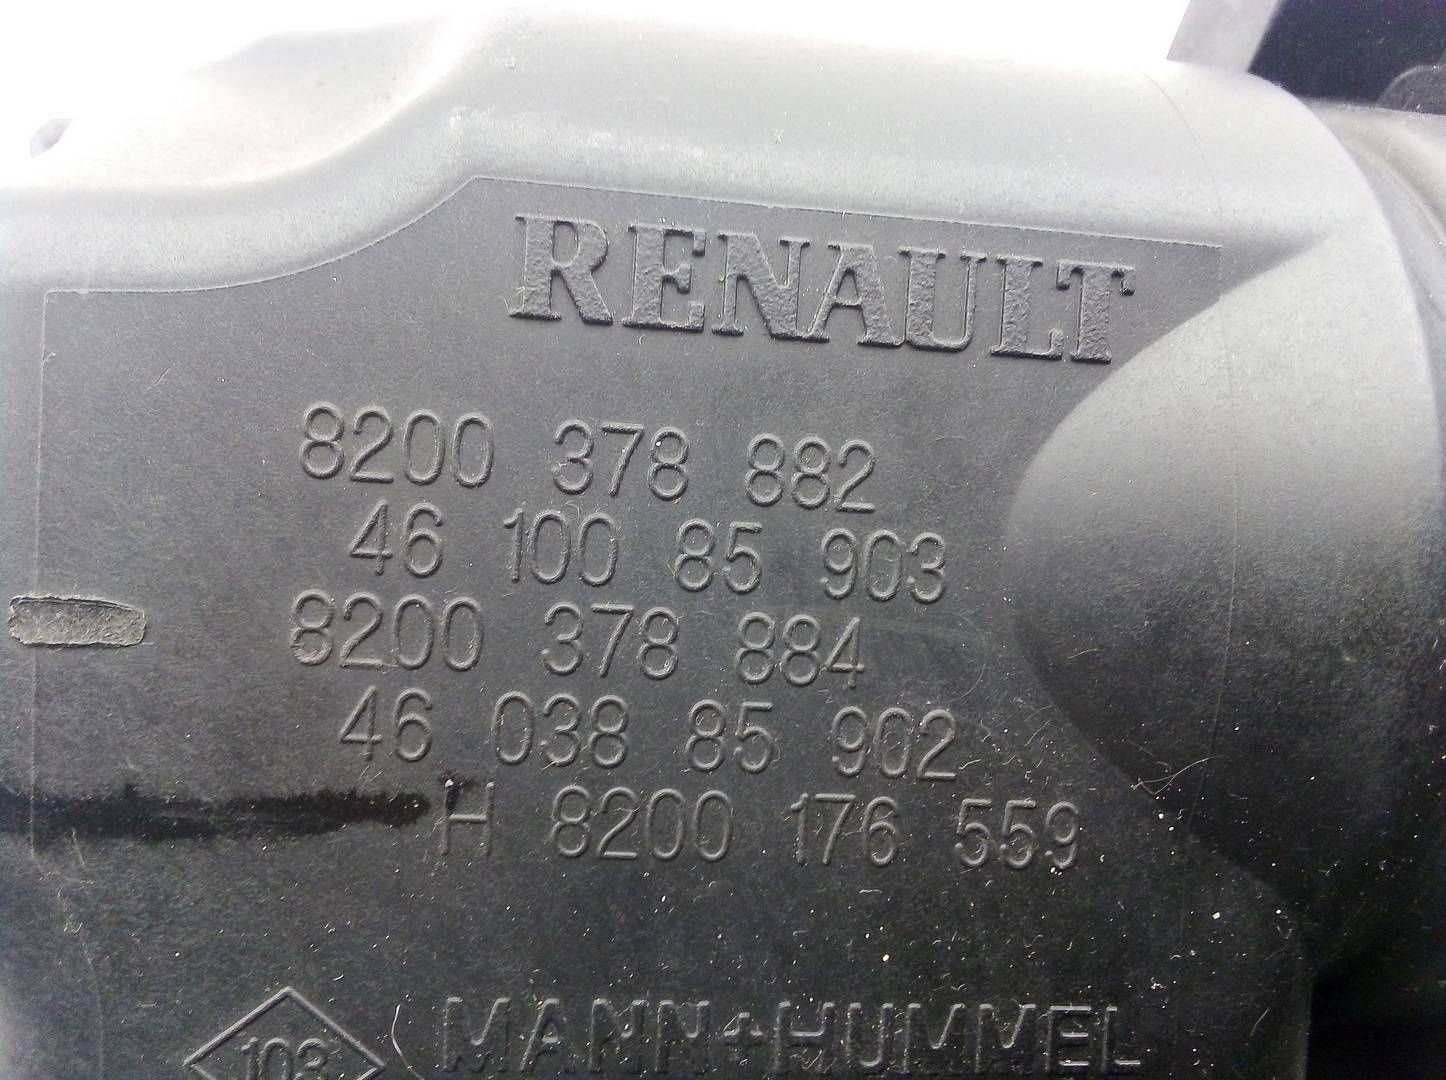 RENAULT
8200 378 882
46 100 85 903
8200 378 884
46 038 85 902
H 8200 176 559
103 MANN+HUMMEL